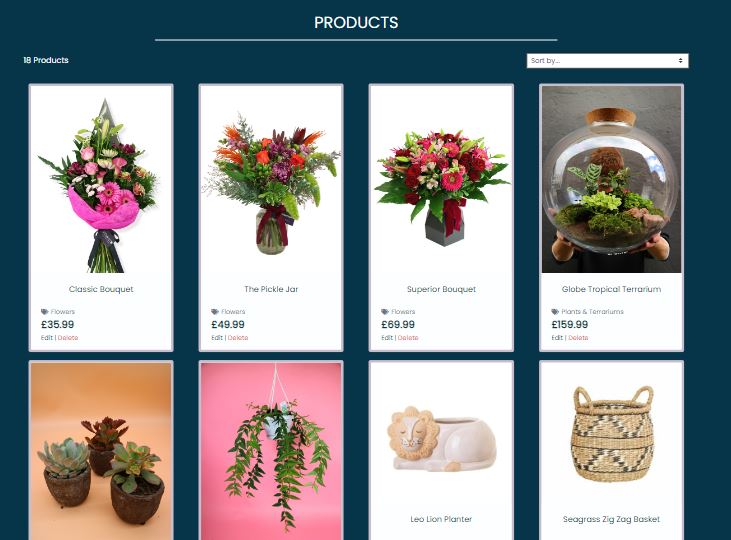 PRODUCTS
18 Products
Sort by...
Classic Bouquet
Flowers
£35.99
Edit | Delete
The Pickle Jar
Flowers
£49.99
Edit | Delete
Superior Bouquet
Flowers
£69.99
Edit | Delete
Globe Tropical Terrarium
Plants & Terrariums
£159.99
Edit | Delete
Leo Lion Planter
Seagrass Zig Zag Basket